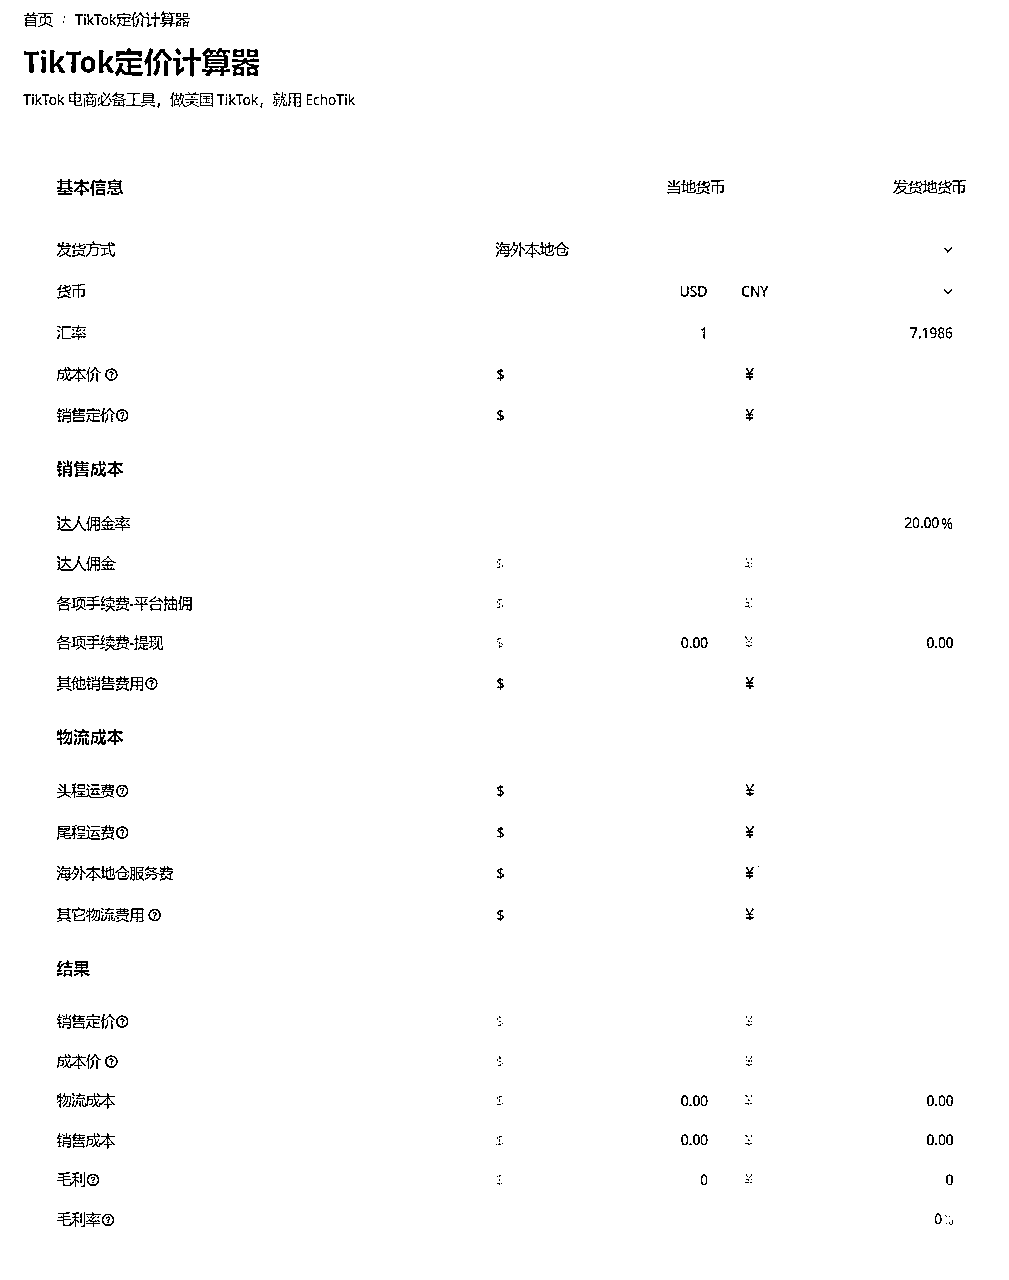 首页 / TikTok定价计算器
TikTok定价计算器
TikTok 电商必备工具，做美国 TikTok，就用 EchoTik
基本信息 当地货币 发货地货币
发货方式 海外本地仓
货币 USD CNY
汇率 1 7.1986
成本价 $ ¥
销售定价 $ ¥
销售成本
达人佣金率 20.00 %
达人佣金 $ ¥
各项手续费-平台抽佣 $ ¥
各项手续费-提现 $ 0.00 ¥ 0.00
其他销售费用 $ ¥
物流成本
头程运费 $ ¥
尾程运费 $ ¥
海外本地仓服务费 $ ¥
其它物流费用 $ ¥
结果
销售定价 $ ¥
成本价 $ ¥
物流成本 $ 0.00 ¥ 0.00
销售成本 $ 0.00 ¥ 0.00
毛利 $ 0 ¥ 0
毛利率 0 %